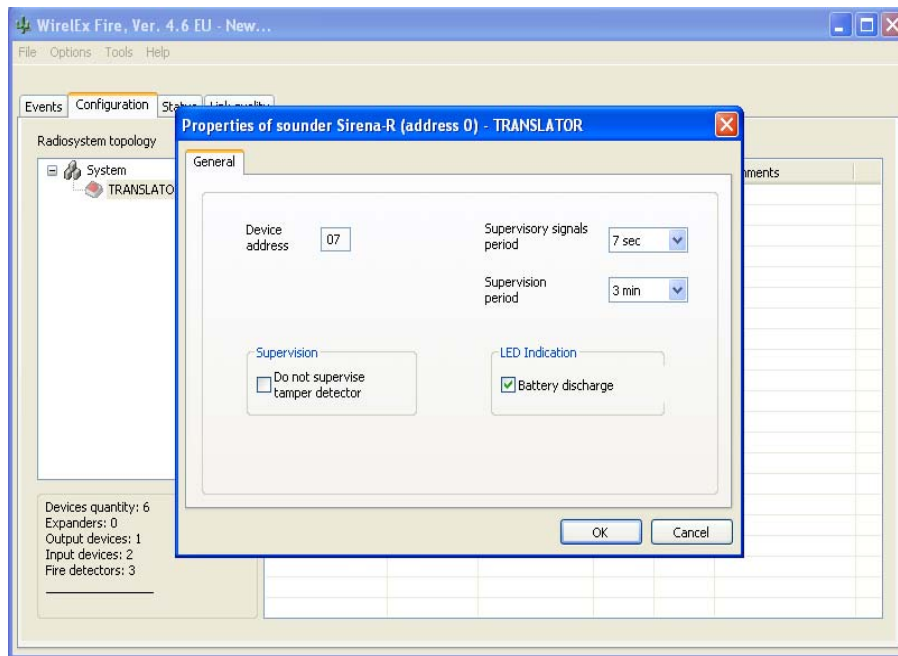 WirelEx Fire, Ver. 4.6 EU - New...
File Options Tools Help
Events Configuration Status Link quality
Radiosystem topology
System
TRANSLATO
Properties of sounder Sirena-R (address 0) - TRANSLATOR
General
Device
address
07
Supervisory signals
period
7 sec
Supervision
period
3 min
Supervision
Do not supervise
tamper detector
LED Indication
Battery discharge
OK Cancel
mments
Devices quantity: 6
Expanders: 0
Output devices: 1
Input devices: 2
Fire detectors: 3